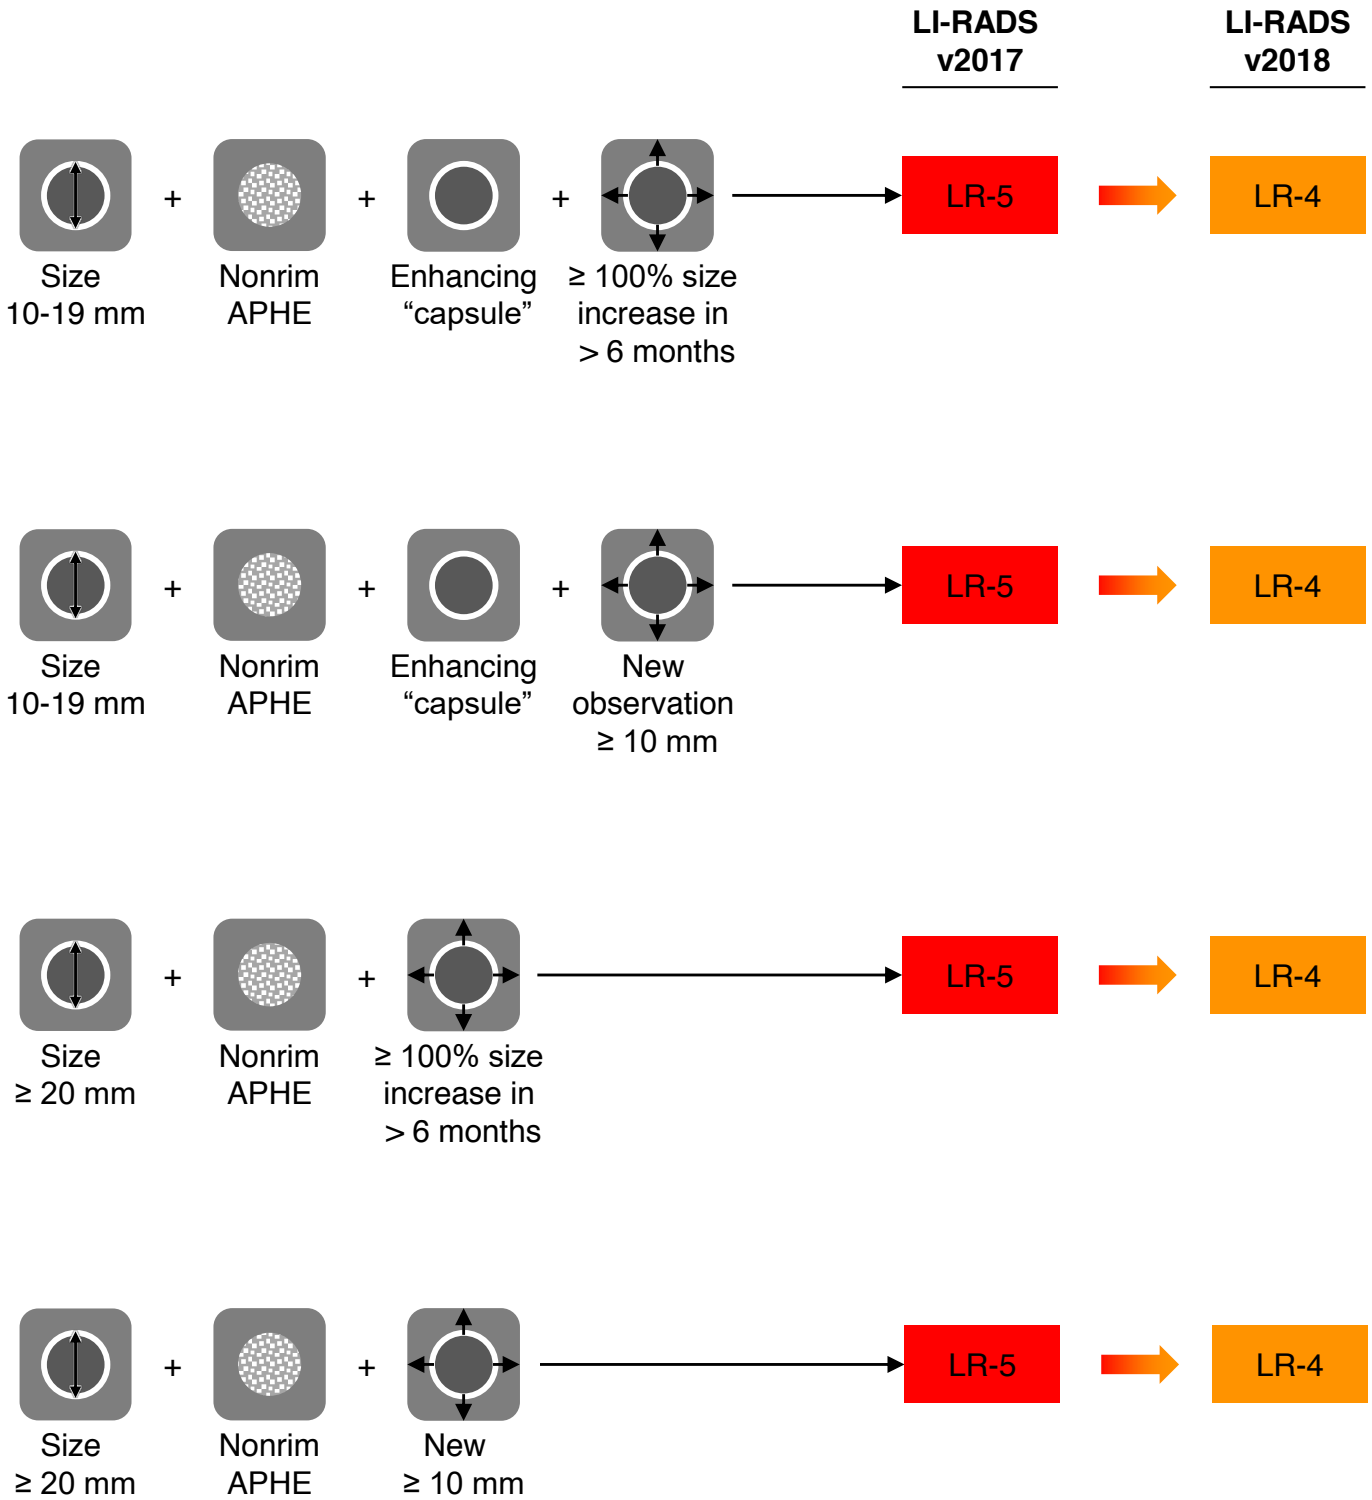 LI-RADS
v2017
LI-RADS
v2018
+
+
+
LR-5
LR-4
Size
10-19 mm
Nonrim
APHE
Enhancing
“capsule”
≥ 100% size
increase in
> 6 months
+
+
+
LR-5
LR-4
Size
10-19 mm
Nonrim
APHE
Enhancing
“capsule”
New
observation
≥ 10 mm
+
+
LR-5
LR-4
Size
≥ 20 mm
Nonrim
APHE
≥ 100% size
increase in
> 6 months
+
+
LR-5
LR-4
Size
≥ 20 mm
Nonrim
APHE
New
≥ 10 mm